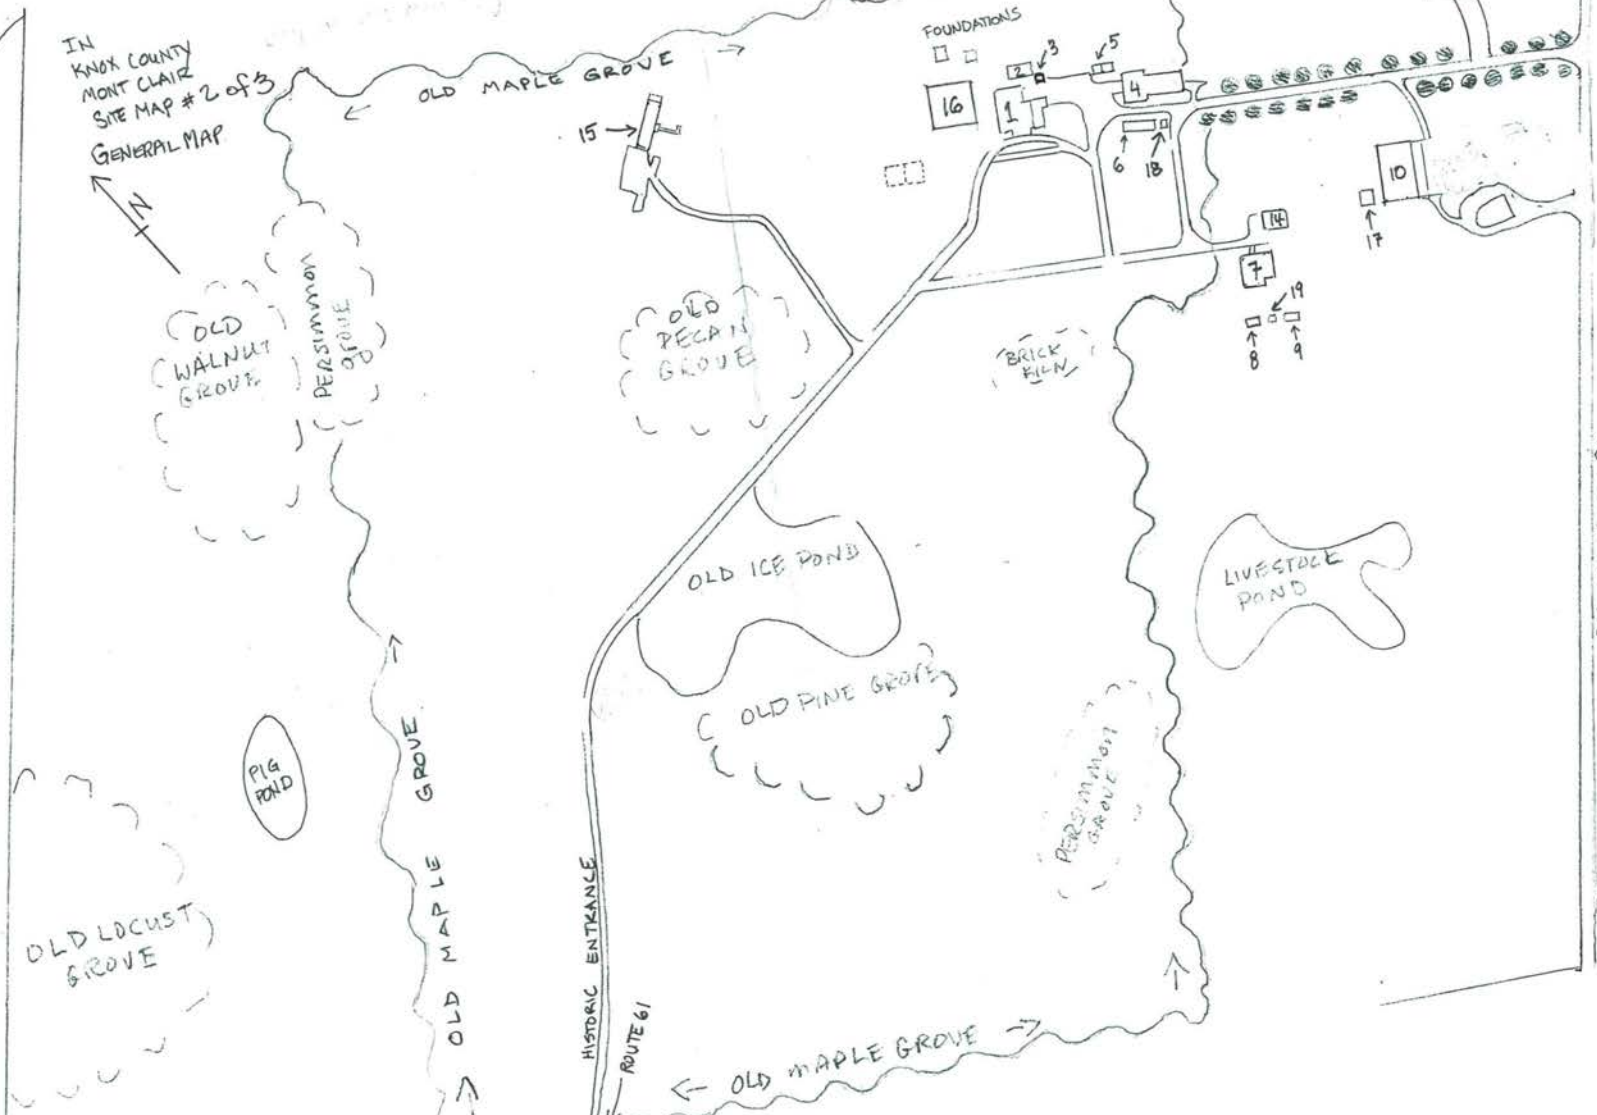 IN
KNOX COUNTY
MONT CLAIR
SITE MAP #2 of 3
GENERAL MAP
N
OLD MAPLE GROVE
15
FOUNDATIONS
2
3
5
16
1
4
6
18
10
17
14
7
19
8
9
OLD
WALNUT
GROVE
PERSIMMON
GROVE
OLD
PECAN
GROVE
BRICK
KILN
OLD ICE POND
LIVESTOCK
POND
OLD PINE GROVE
PERSIMMON
GROVE
PIG
POND
OLD LOCUST
GROVE
OLD MAPLE GROVE
HISTORIC ENTRANCE
ROUTE 61
OLD MAPLE GROVE